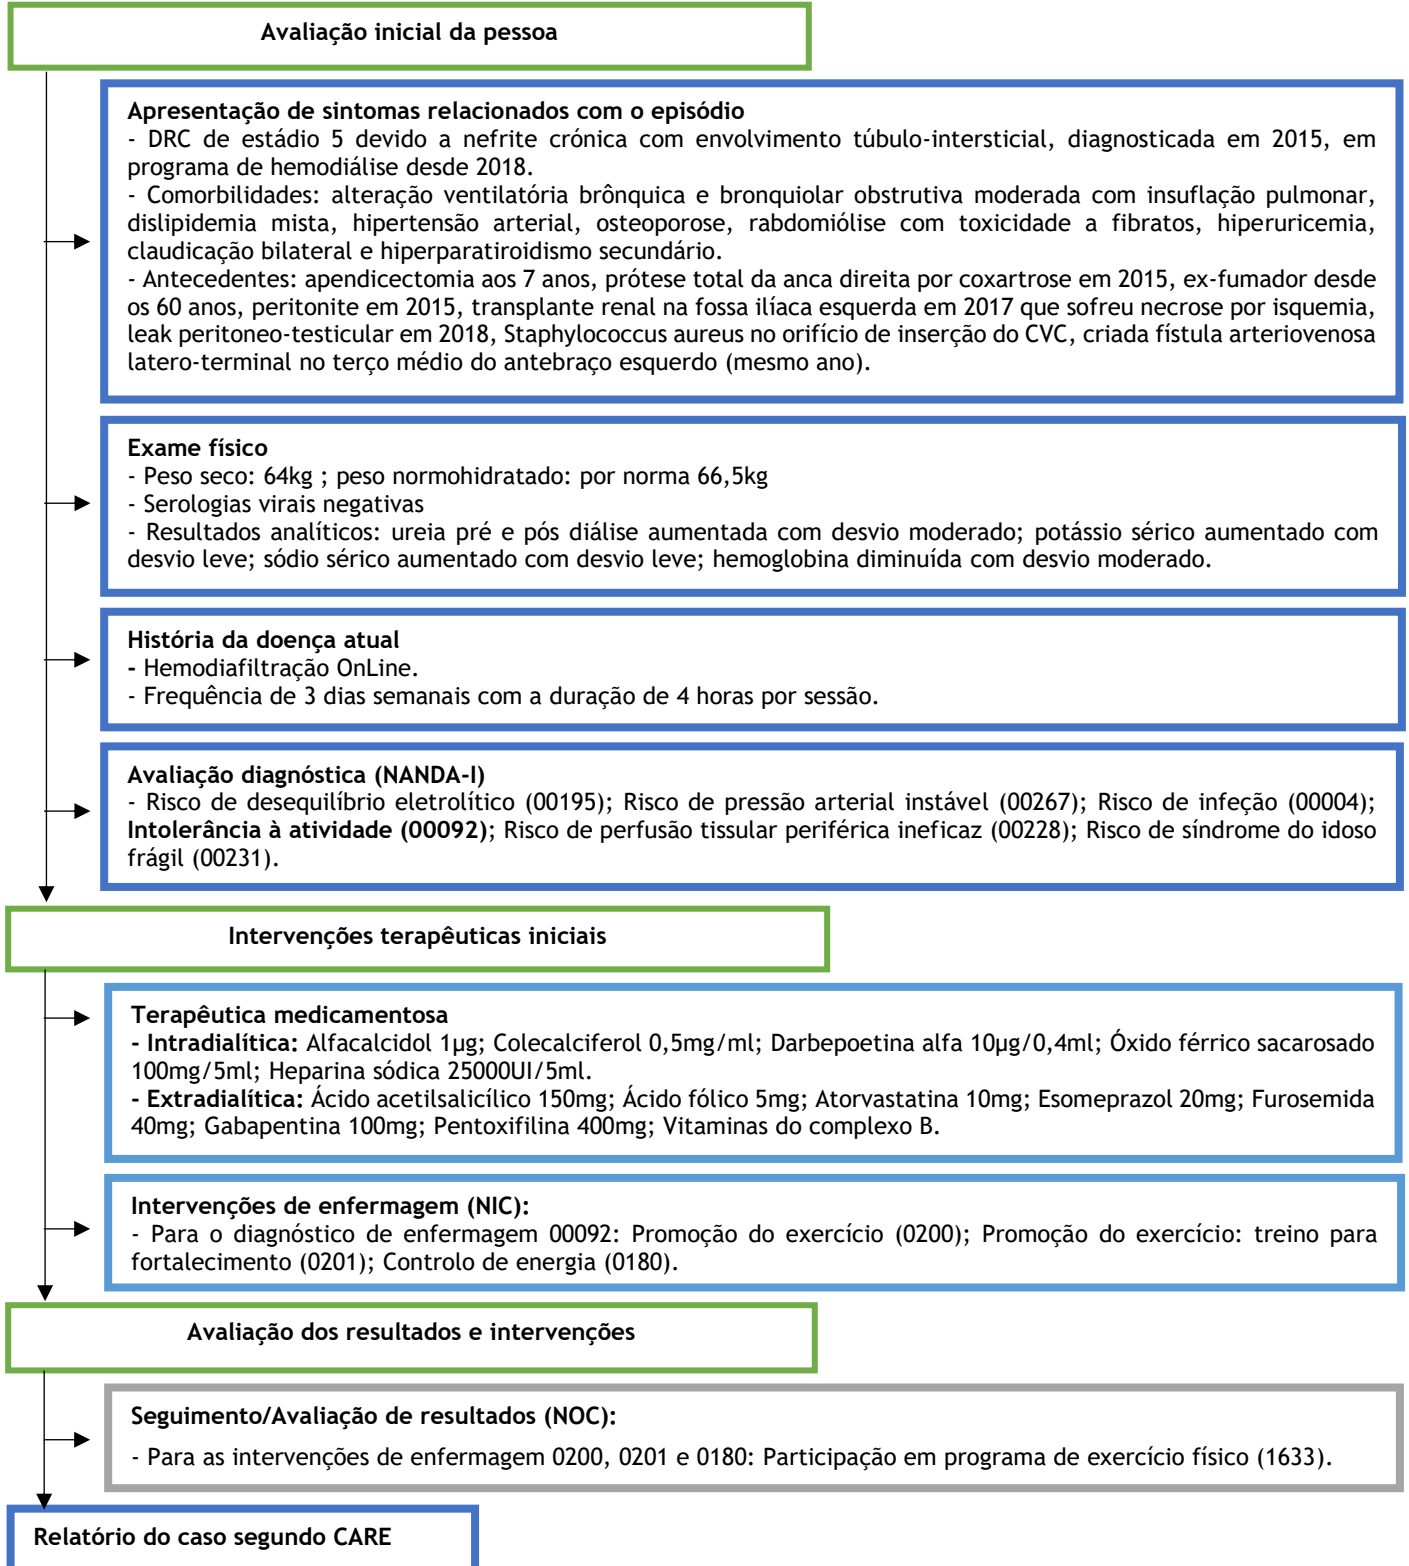 Avaliação inicial da pessoa
Apresentação de sintomas relacionados com o episódio
- DRC de estádio 5 devido a nefrite crónica com envolvimento túbulo-intersticial, diagnosticada em 2015, em
programa de hemodiálise desde 2018.
- Comorbilidades: alteração ventilatória brônquica e bronquiolar obstrutiva moderada com insuflação pulmonar,
dislipidemia mista, hipertensão arterial, osteoporose, rabdomiólise com toxicidade a fibratos, hiperuricemia,
claudicação bilateral e hiperparatiroidismo secundário.
- Antecedentes: apendicectomia aos 7 anos, prótese total da anca direita por coxartrose em 2015, ex-fumador desde
os 60 anos, peritonite em 2015, transplante renal na fossa ilíaca esquerda em 2017 que sofreu necrose por isquemia,
leak peritoneo-testicular em 2018, Staphylococcus aureus no orifício de inserção do CVC, criada fístula arteriovenosa
latero-terminal no terço médio do antebraço esquerdo (mesmo ano).
Exame físico
- Peso seco: 64kg ; peso normohidratado: por norma 66,5kg
- Serologias virais negativas
- Resultados analíticos: ureia pré e pós diálise aumentada com desvio moderado; potássio sérico aumentado com
desvio leve; sódio sérico aumentado com desvio leve; hemoglobina diminuída com desvio moderado.
História da doença atual
- Hemodiafiltração OnLine.
- Frequência de 3 dias semanais com a duração de 4 horas por sessão.
Avaliação diagnóstica (NANDA-I)
- Risco de desequilíbrio eletrolítico (00195); Risco de pressão arterial instável (00267); Risco de infeção (00004);
Intolerância à atividade (00092); Risco de perfusão tissular periférica ineficaz (00228); Risco de síndrome do idoso
frágil (00231).
Intervenções terapêuticas iniciais
Terapêutica medicamentosa
- Intradialítica: Alfacalcidol 1µg; Colecalciferol 0,5mg/ml; Darbepoetina alfa 10µg/0,4ml; Óxido férrico sacarosado
100mg/5ml; Heparina sódica 25000UI/5ml.
- Extradialítica: Ácido acetilsalicílico 150mg; Ácido fólico 5mg; Atorvastatina 10mg; Esomeprazol 20mg; Furosemida
40mg; Gabapentina 100mg; Pentoxifilina 400mg; Vitaminas do complexo B.
Intervenções de enfermagem (NIC):
- Para o diagnóstico de enfermagem 00092: Promoção do exercício (0200); Promoção do exercício: treino para
fortalecimento (0201); Controlo de energia (0180).
Avaliação dos resultados e intervenções
Seguimento/Avaliação de resultados (NOC):
- Para as intervenções de enfermagem 0200, 0201 e 0180: Participação em programa de exercício físico (1633).
Relatório do caso segundo CARE